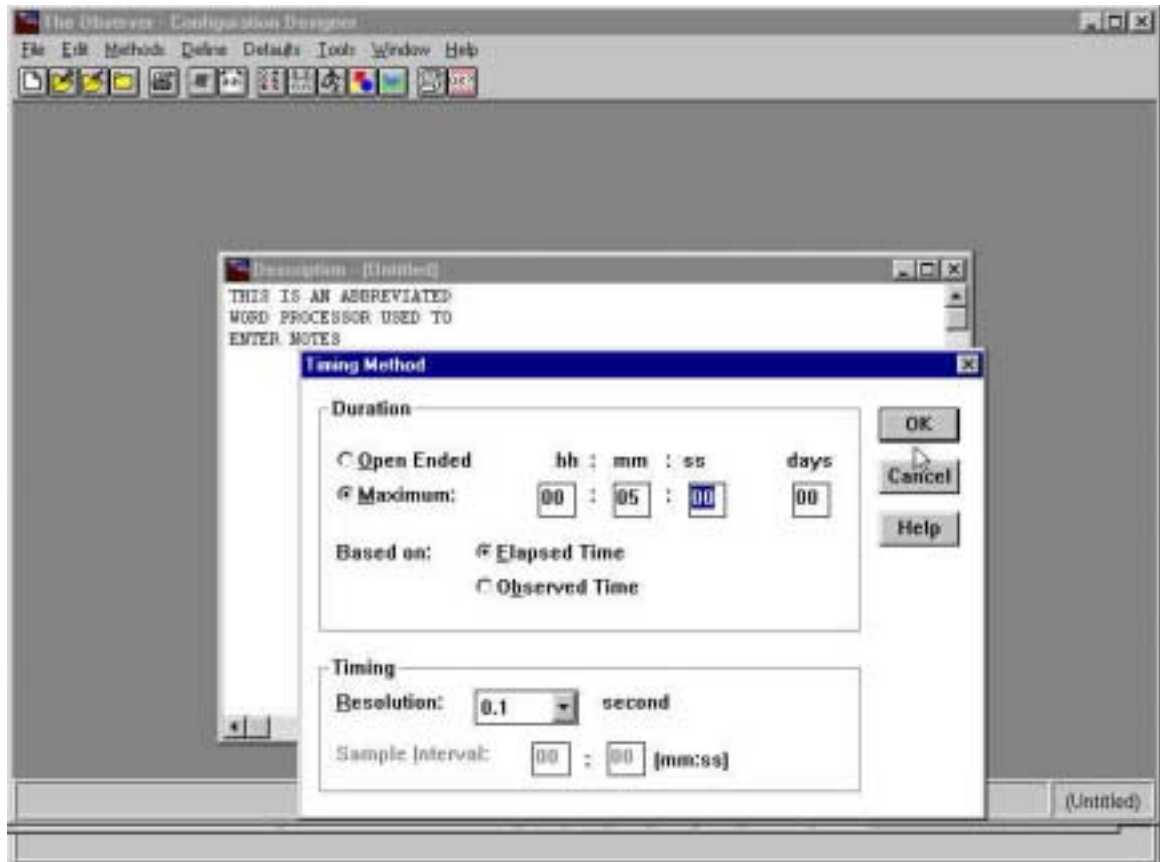 The Observer - Configuration Designer
File Edit Methods Define Defaults Tools Window Help
Description - (Untitled)
THIS IS AN ABBREVIATED
WORD PROCESSOR USED TO
ENTER NOTES
Timing Method
Duration
Open Ended hh : mm : ss days
Maximum: 00 : 05 : 00 00
Based on: Elapsed Time
Observed Time
OK
Cancel
Help
Timing
Resolution: 0.1 second
Sample Interval: 00 : 00 (mm:ss)
(Untitled)